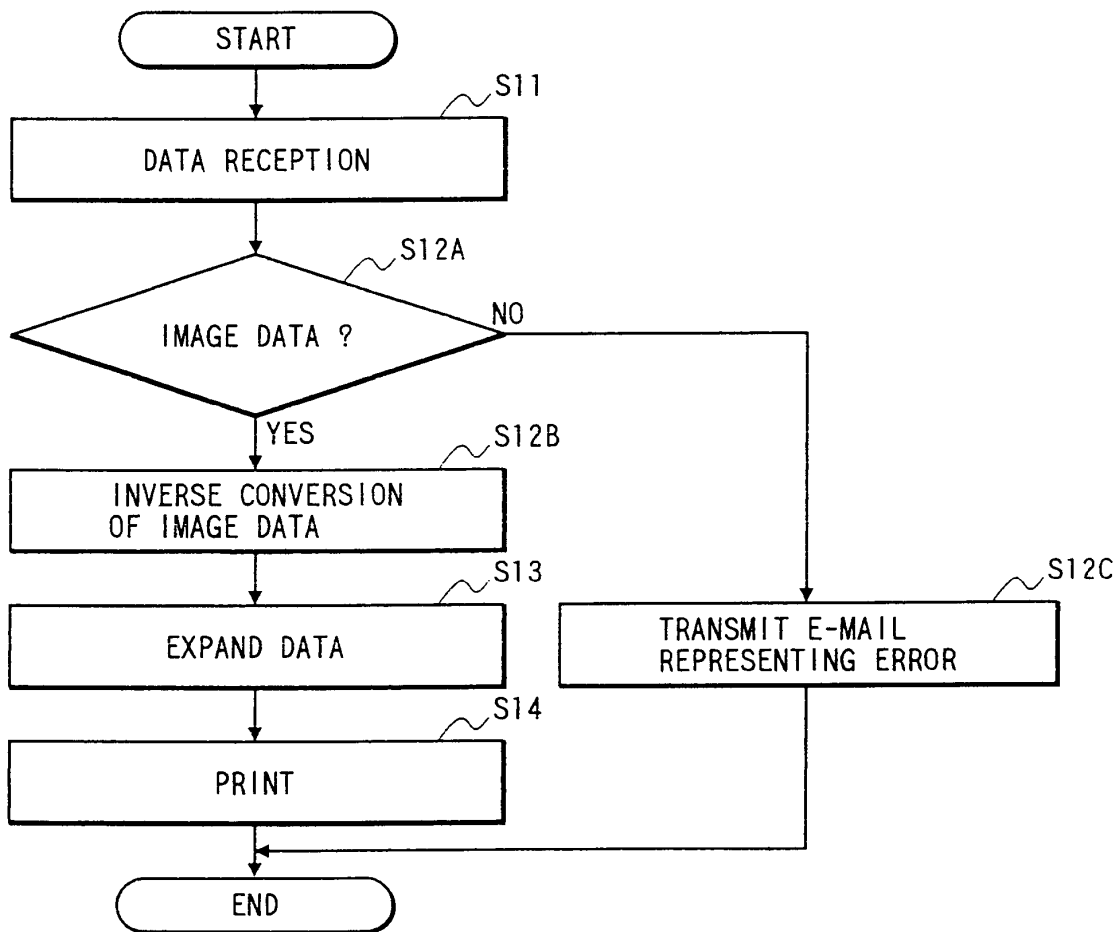 START
S11
DATA RECEPTION
S12A
IMAGE DATA ?
NO
YES
S12B
INVERSE CONVERSION
OF IMAGE DATA
S13
EXPAND DATA
S12C
TRANSMIT E-MAIL
REPRESENTING ERROR
S14
PRINT
END